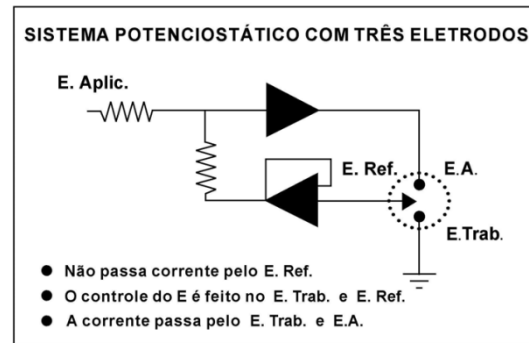 SISTEMA POTENCIOSTÁTICO COM TRÊS ELETRODOS
E. Aplic.
E. Ref.
E.A.
E.Trab.
● Não passa corrente pelo E. Ref.
● O controle do E é feito no E. Trab. e E. Ref.
● A corrente passa pelo E. Trab. e E.A.